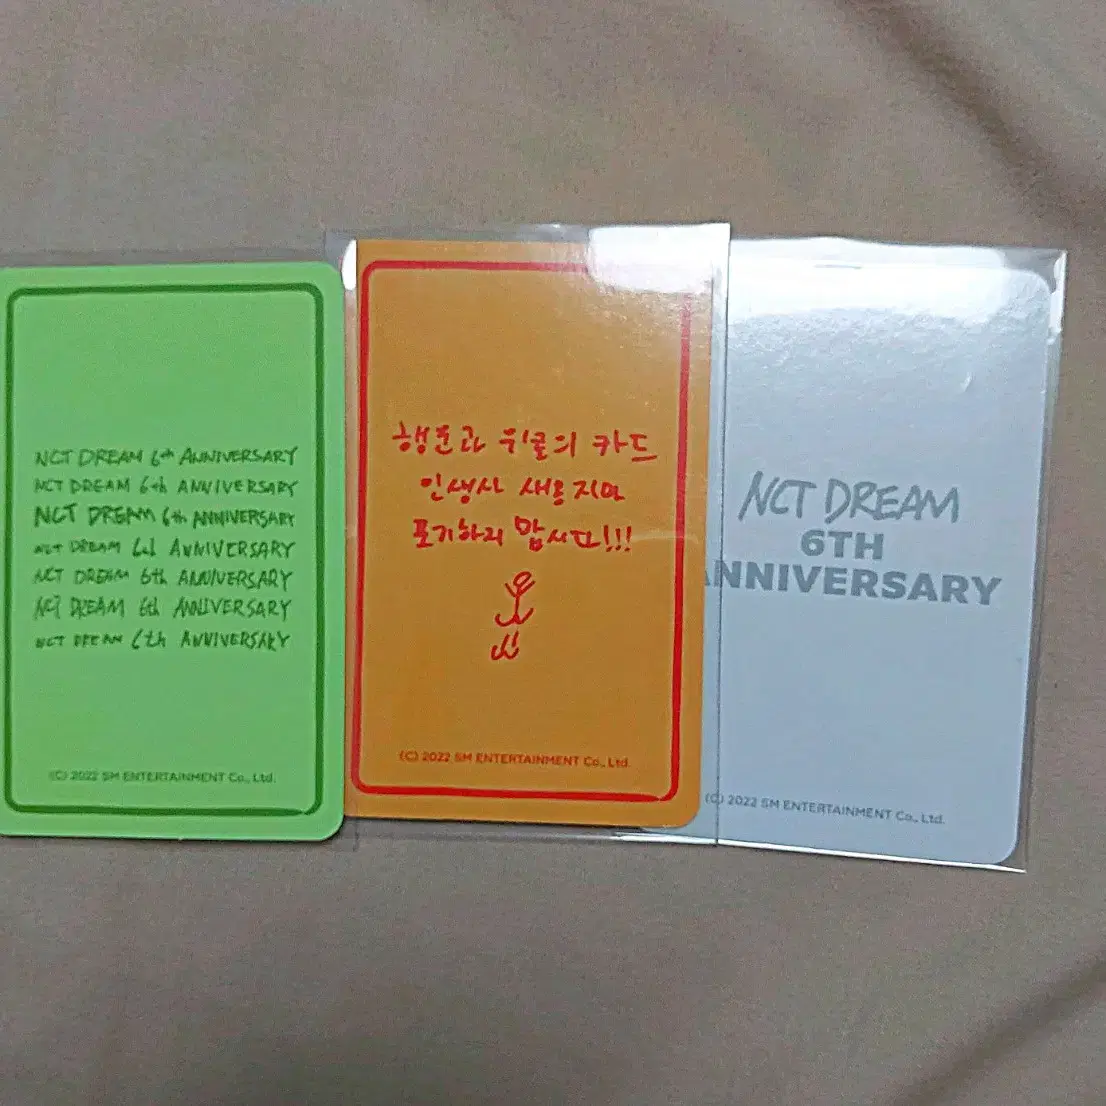 NCT DREAM 6th ANNIVERSARY
NCT DREAM 6th ANNIVERSARY
NCT DREAM 6th ANNIVERSARY
NCT DREAM 6th ANNIVERSARY
NCT DREAM 6th ANNIVERSARY
NCT DREAM 6th ANNIVERSARY
NCT DREAM 6th ANNIVERSARY
(C) 2022 SM ENTERTAINMENT Co., Ltd.
행운과 위로의 카드
인생사 새옹지마
포기하지 맙시다!!!
(C) 2022 SM ENTERTAINMENT Co., Ltd.
NCT DREAM
6TH
ANNIVERSARY
(C) 2022 SM ENTERTAINMENT Co., Ltd.